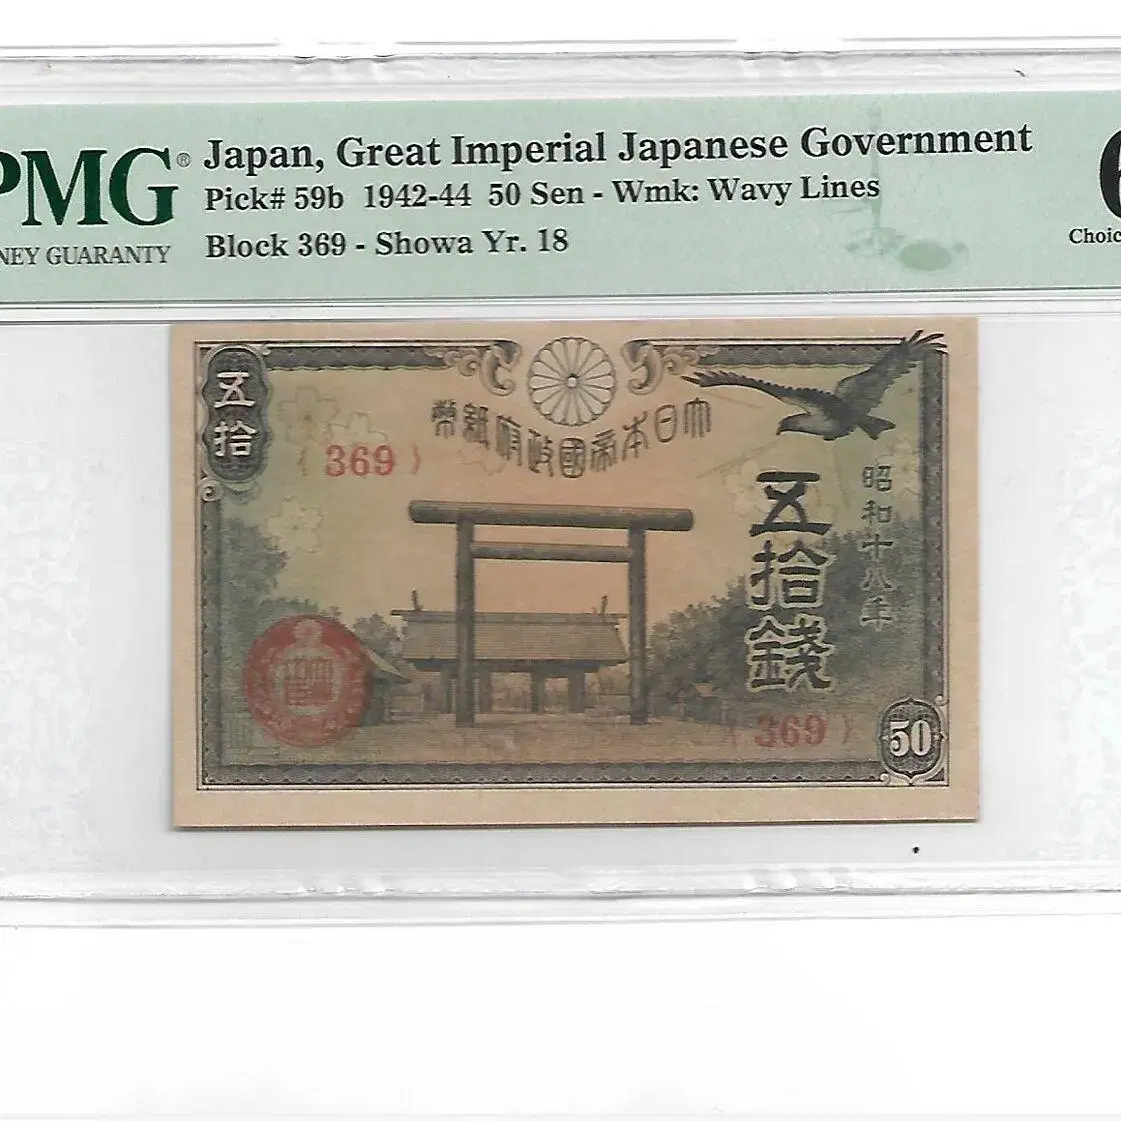 PMG® Japan, Great Imperial Japanese Government
Pick# 59b 1942-44 50 Sen - Wmk: Wavy Lines
Block 369 - Showa Yr. 18
GUARANTY
五拾
大日本帝國政府紙幣
369
昭和十八年
五拾錢
369
50